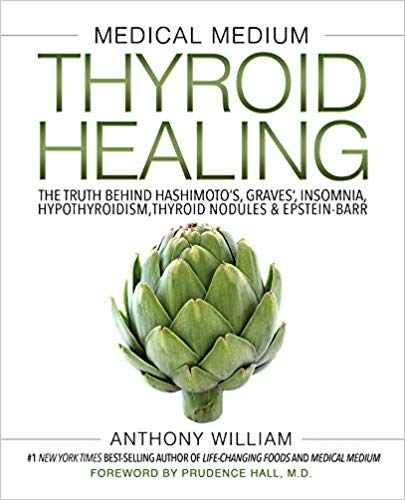 MEDICAL MEDIUM
THYROID
HEALING
THE TRUTH BEHIND HASHIMOTO'S, GRAVES', INSOMNIA,
HYPOTHYROIDISM, THYROID NODULES & EPSTEIN-BARR
ANTHONY WILLIAM
#1 NEW YORK TIMES BEST-SELLING AUTHOR OF LIFE-CHANGING FOODS AND MEDICAL MEDIUM
FOREWORD BY PRUDENCE HALL, M.D.